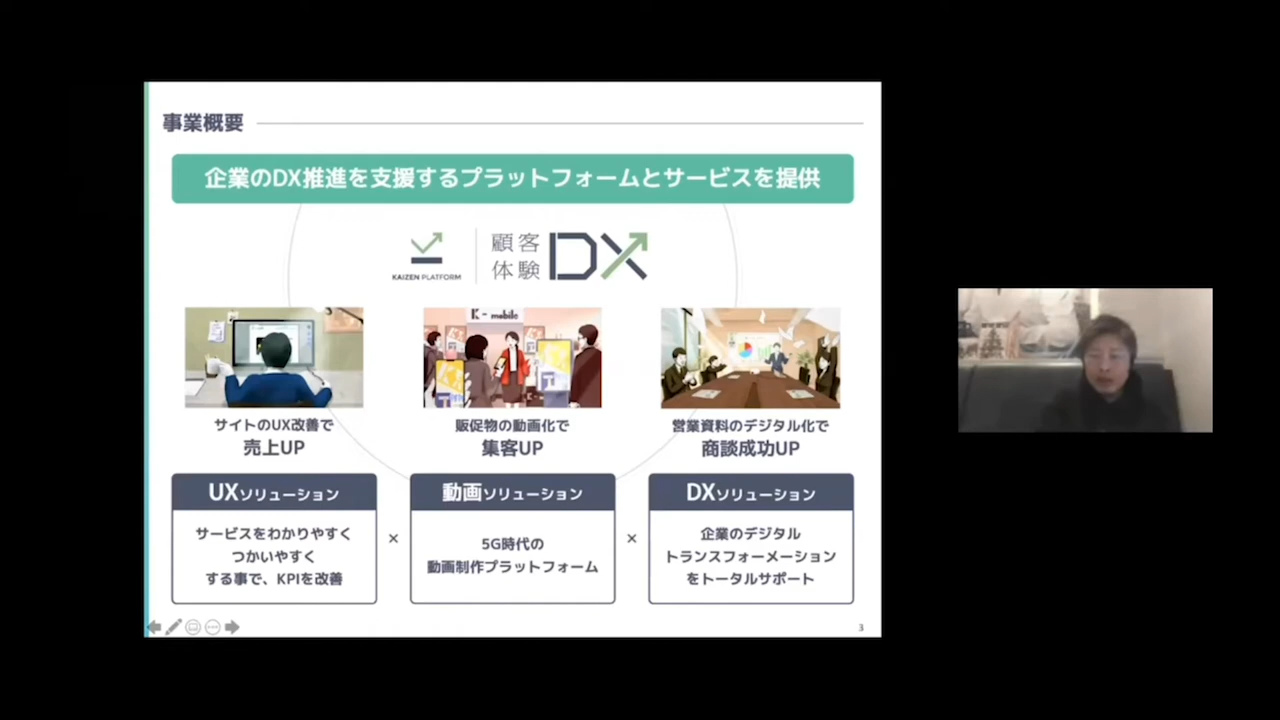 事業概要
企業のDX推進を支援するプラットフォームとサービスを提供
KAIZEN PLATFORM
顧客
体験
DX
K - mobile
サイトのUX改善で
売上UP
販促物の動画化で
集客UP
営業資料のデジタル化で
商談成功UP
UXソリューション
サービスをわかりやすく
つかいやすく
する事で、KPIを改善
×
動画ソリューション
5G時代の
動画制作プラットフォーム
×
DXソリューション
企業のデジタル
トランスフォーメーション
をトータルサポート
3